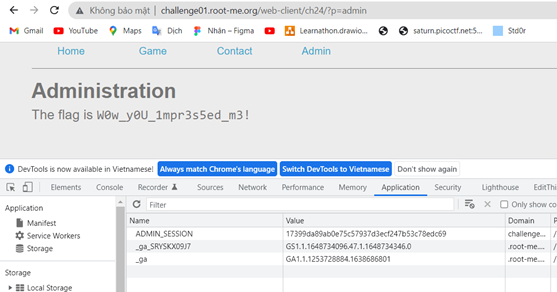 Không bảo mật | challenge01.root-me.org/web-client/ch24/?p=admin
Gmail YouTube Maps Dịch Nhân – Figma Learnathon.drawio... saturn.picoctf.net:5... Std0r
Home Game Contact Admin
Administration
The flag is W0w_y0U_1mpr3s5ed_m3!
DevTools is now available in Vietnamese! Always match Chrome's language Switch DevTools to Vietnamese Don't show again
Elements Console Recorder Sources Network Performance Memory Application Security Lighthouse EditThi
Application
Filter
Only show co
Manifest
Service Workers
Storage
Storage
Local Storage
Name Value Domain P
ADMIN_SESSION 17399da89ab0e75c57937d3ecf247b53c78edc69 challenge... /
_ga_SRYSKX09J7 GS1.1.1648734096.47.1.1648734346.0 .root-me.... /
_ga GA1.1.1253728884.1638686801 .root-me.... /